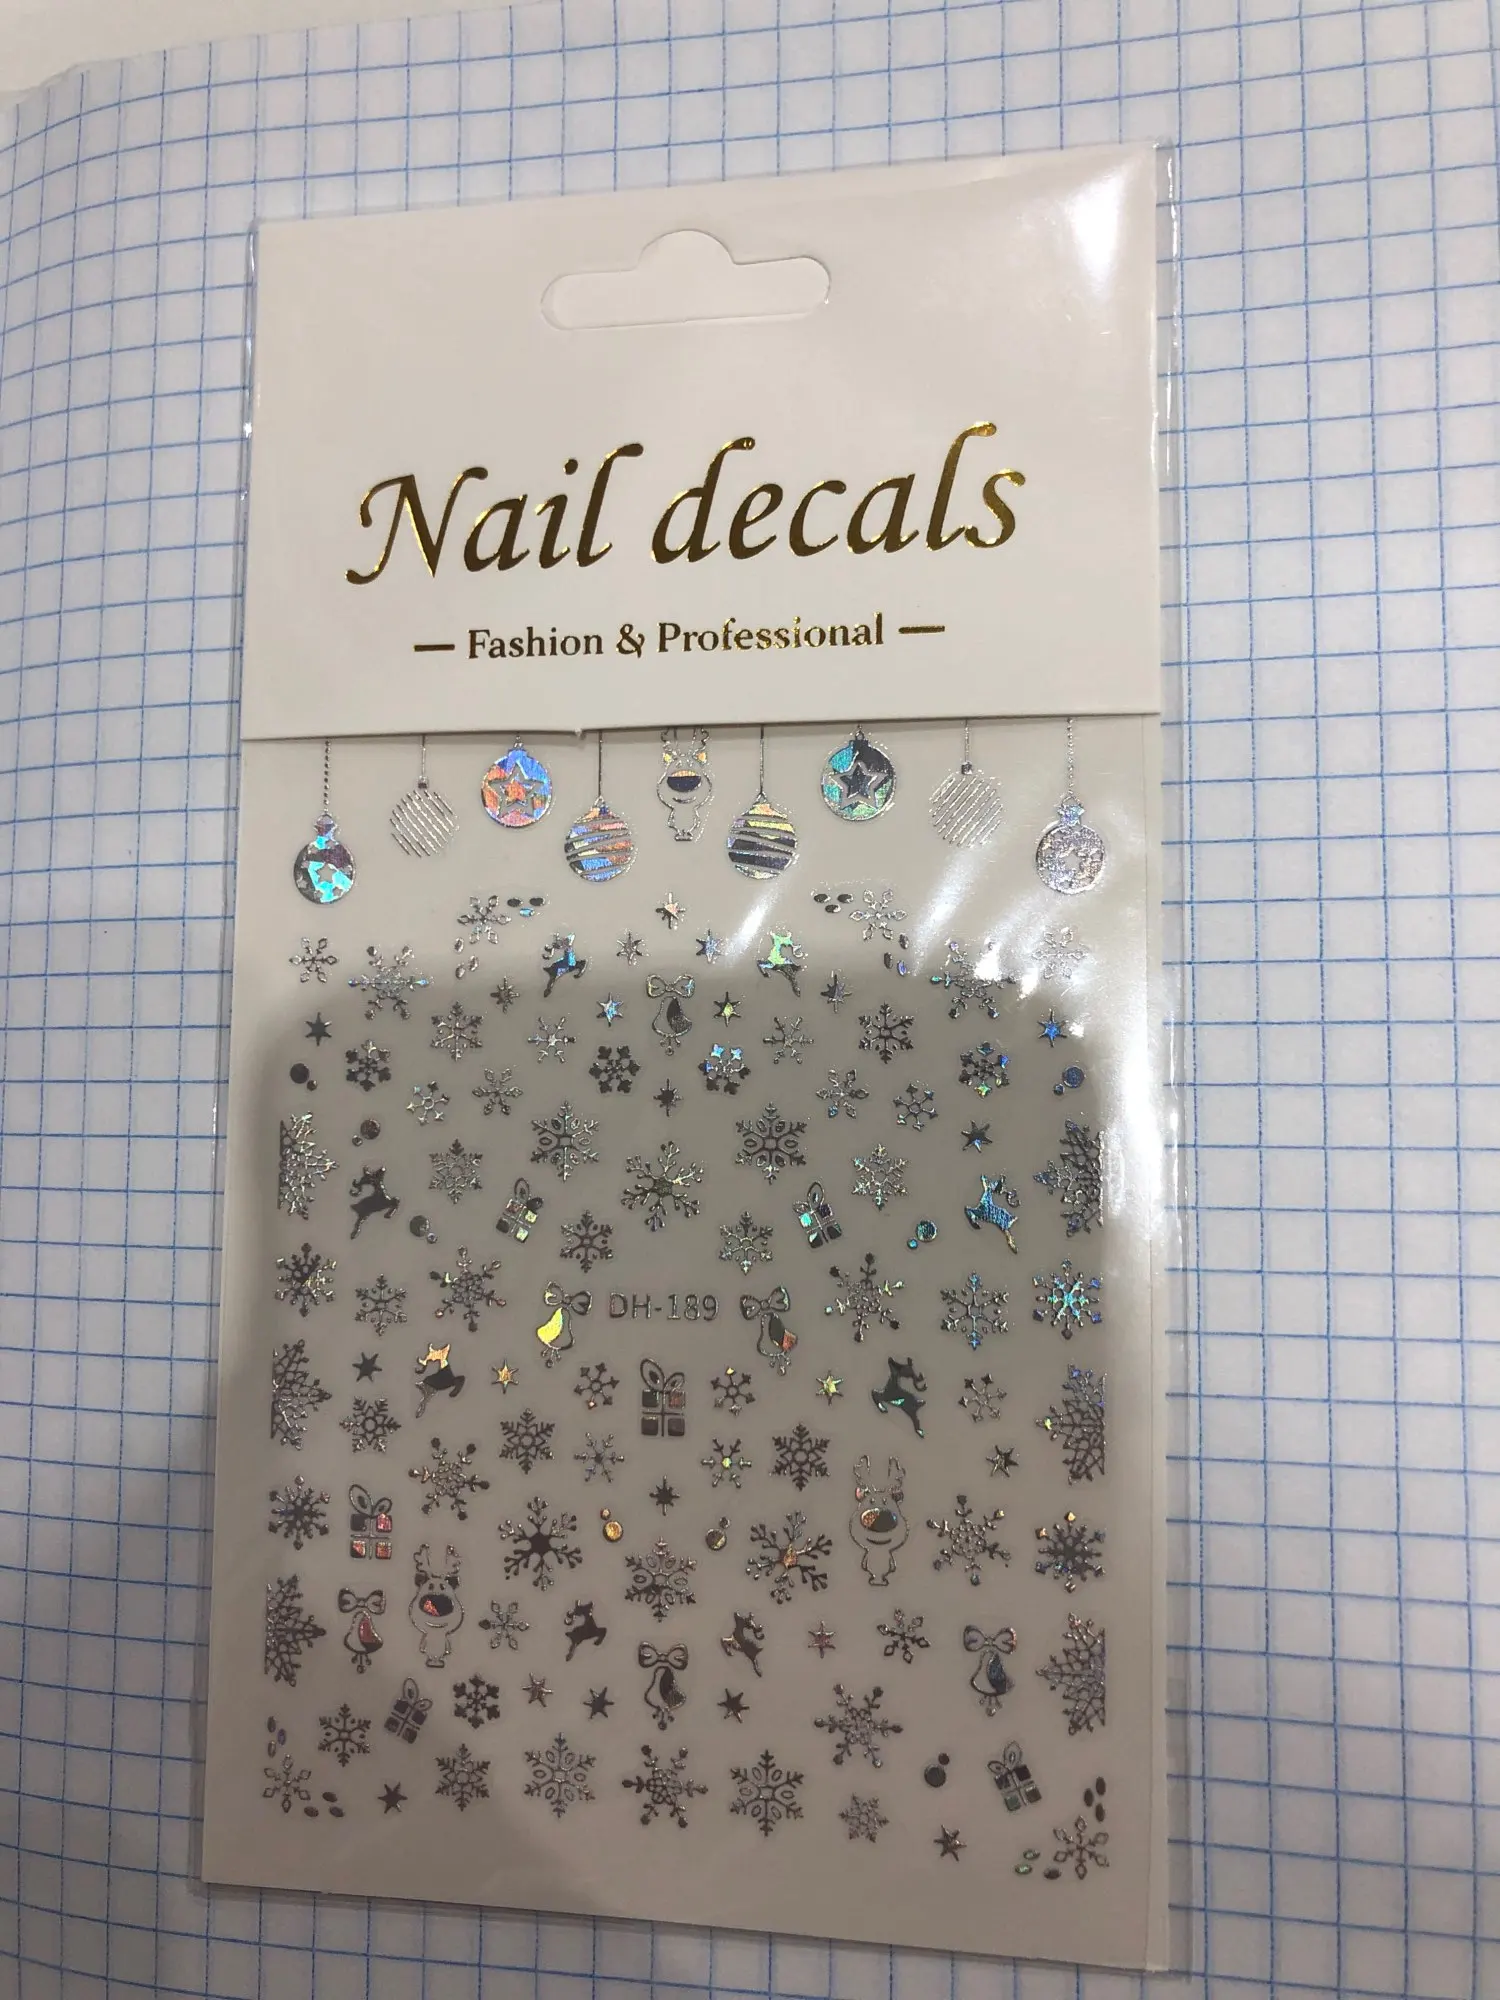 Nail decals
— Fashion & Professional —
DH-189